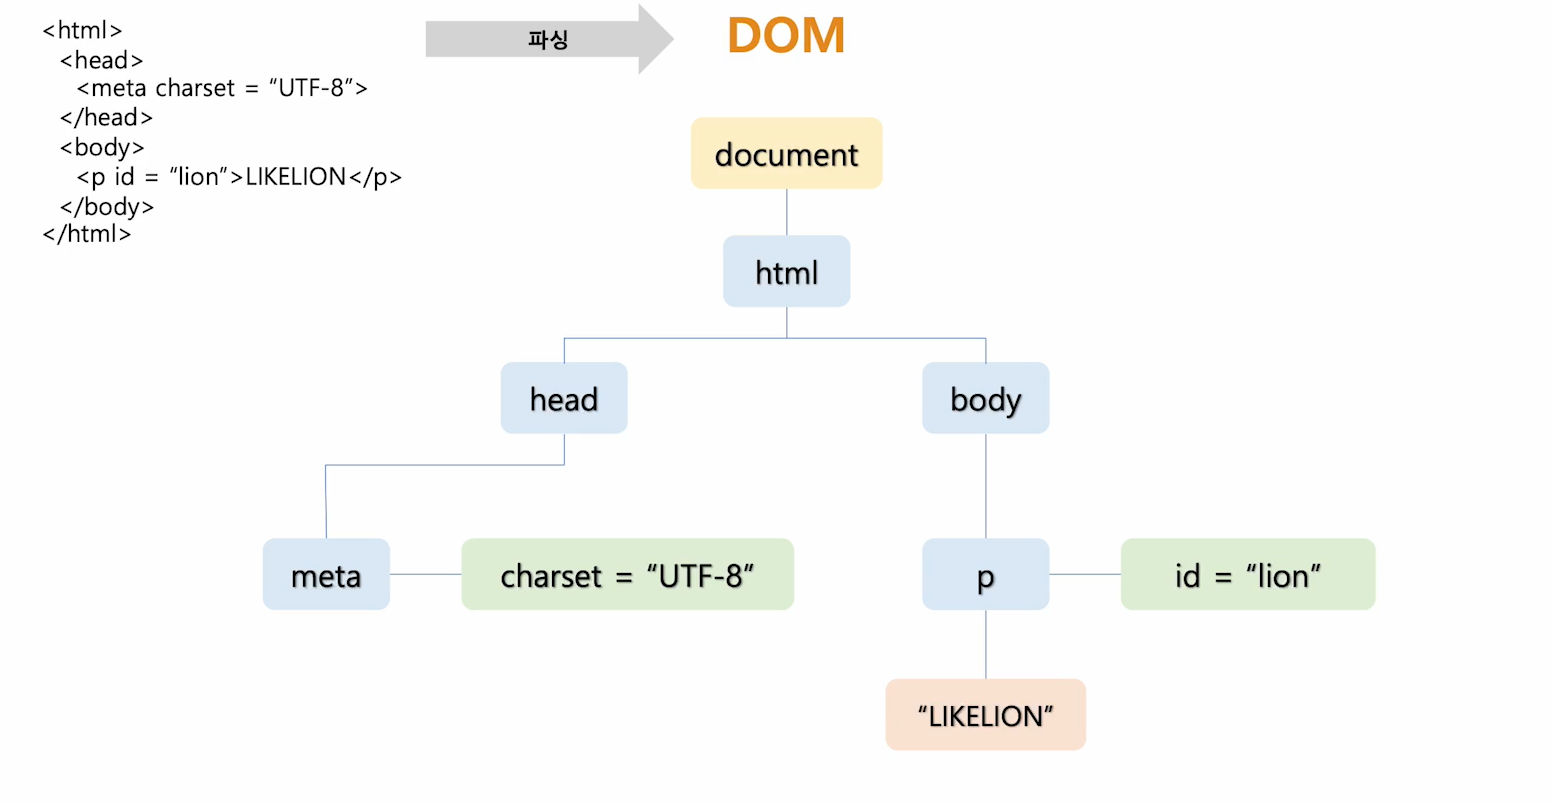 <html>
<head>
<meta charset = “UTF-8”>
</head>
<body>
<p id = “lion”>LIKELION</p>
</body>
</html>
파싱
DOM
document
html
head
body
meta
charset = “UTF-8”
p
id = “lion”
“LIKELION”